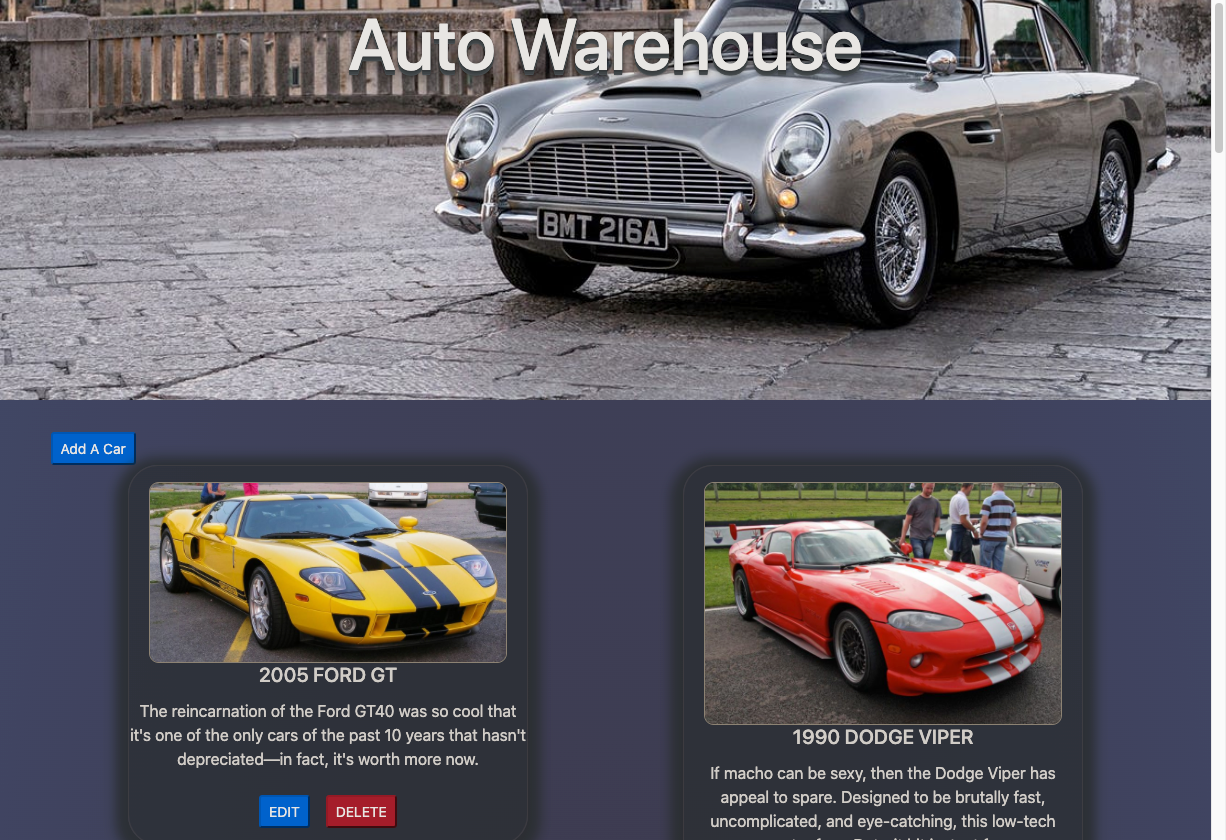 Auto Warehouse
BMT 216A
Add A Car
2005 FORD GT
The reincarnation of the Ford GT40 was so cool that
it's one of the only cars of the past 10 years that hasn't
depreciated—in fact, it's worth more now.
EDIT DELETE
1990 DODGE VIPER
If macho can be sexy, then the Dodge Viper has
appeal to spare. Designed to be brutally fast,
uncomplicated, and eye-catching, this low-tech